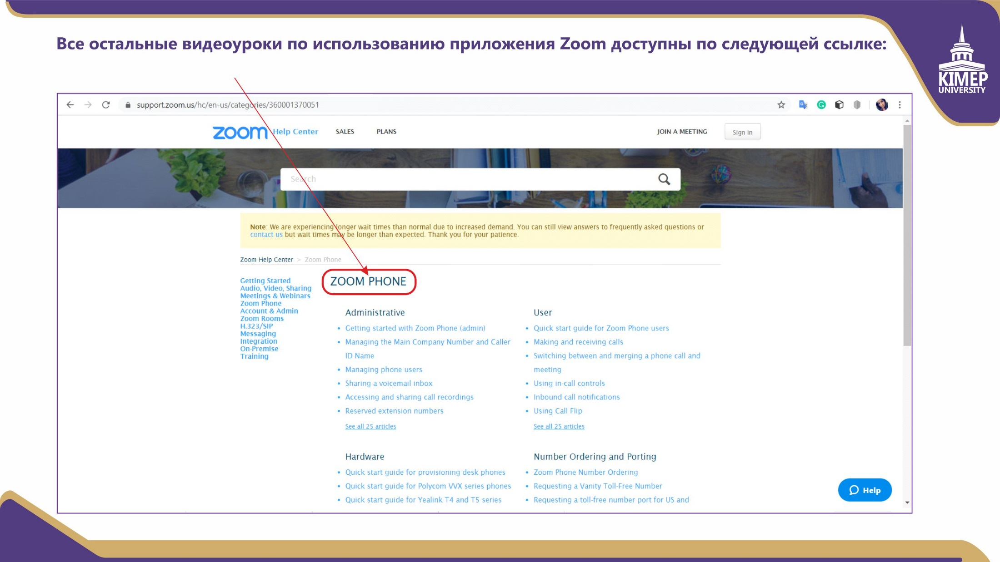 Все остальные видеоуроки по использованию приложения Zoom доступны по следующей ссылке:
KIMEP
UNIVERSITY
support.zoom.us/hc/en-us/categories/360001370051
zoom Help Center SALES PLANS JOIN A MEETING Sign in
Search
Note: We are experiencing longer wait times than normal due to increased demand. You can still view answers to frequently asked questions or
contact us but wait times may be longer than expected. Thank you for your patience.
Zoom Help Center > Zoom Phone
Getting Started
Audio, Video, Sharing
Meetings & Webinars
Zoom Phone
Account & Admin
Zoom Rooms
H.323/SIP
Messaging
Integration
On-Premise
Training
ZOOM PHONE
Administrative
• Getting started with Zoom Phone (admin)
• Managing the Main Company Number and Caller
ID Name
• Managing phone users
• Sharing a voicemail inbox
• Accessing and sharing call recordings
• Reserved extension numbers
See all 25 articles
User
• Quick start guide for Zoom Phone users
• Making and receiving calls
• Switching between and merging a phone call and
meeting
• Using in-call controls
• Inbound call notifications
• Using Call Flip
See all 25 articles
Hardware
• Quick start guide for provisioning desk phones
• Quick start guide for Polycom VVX series phones
• Quick start guide for Yealink T4 and T5 series
Number Ordering and Porting
• Zoom Phone Number Ordering
• Requesting a Vanity Toll-Free Number
• Requesting a toll-free number port for US and
Help